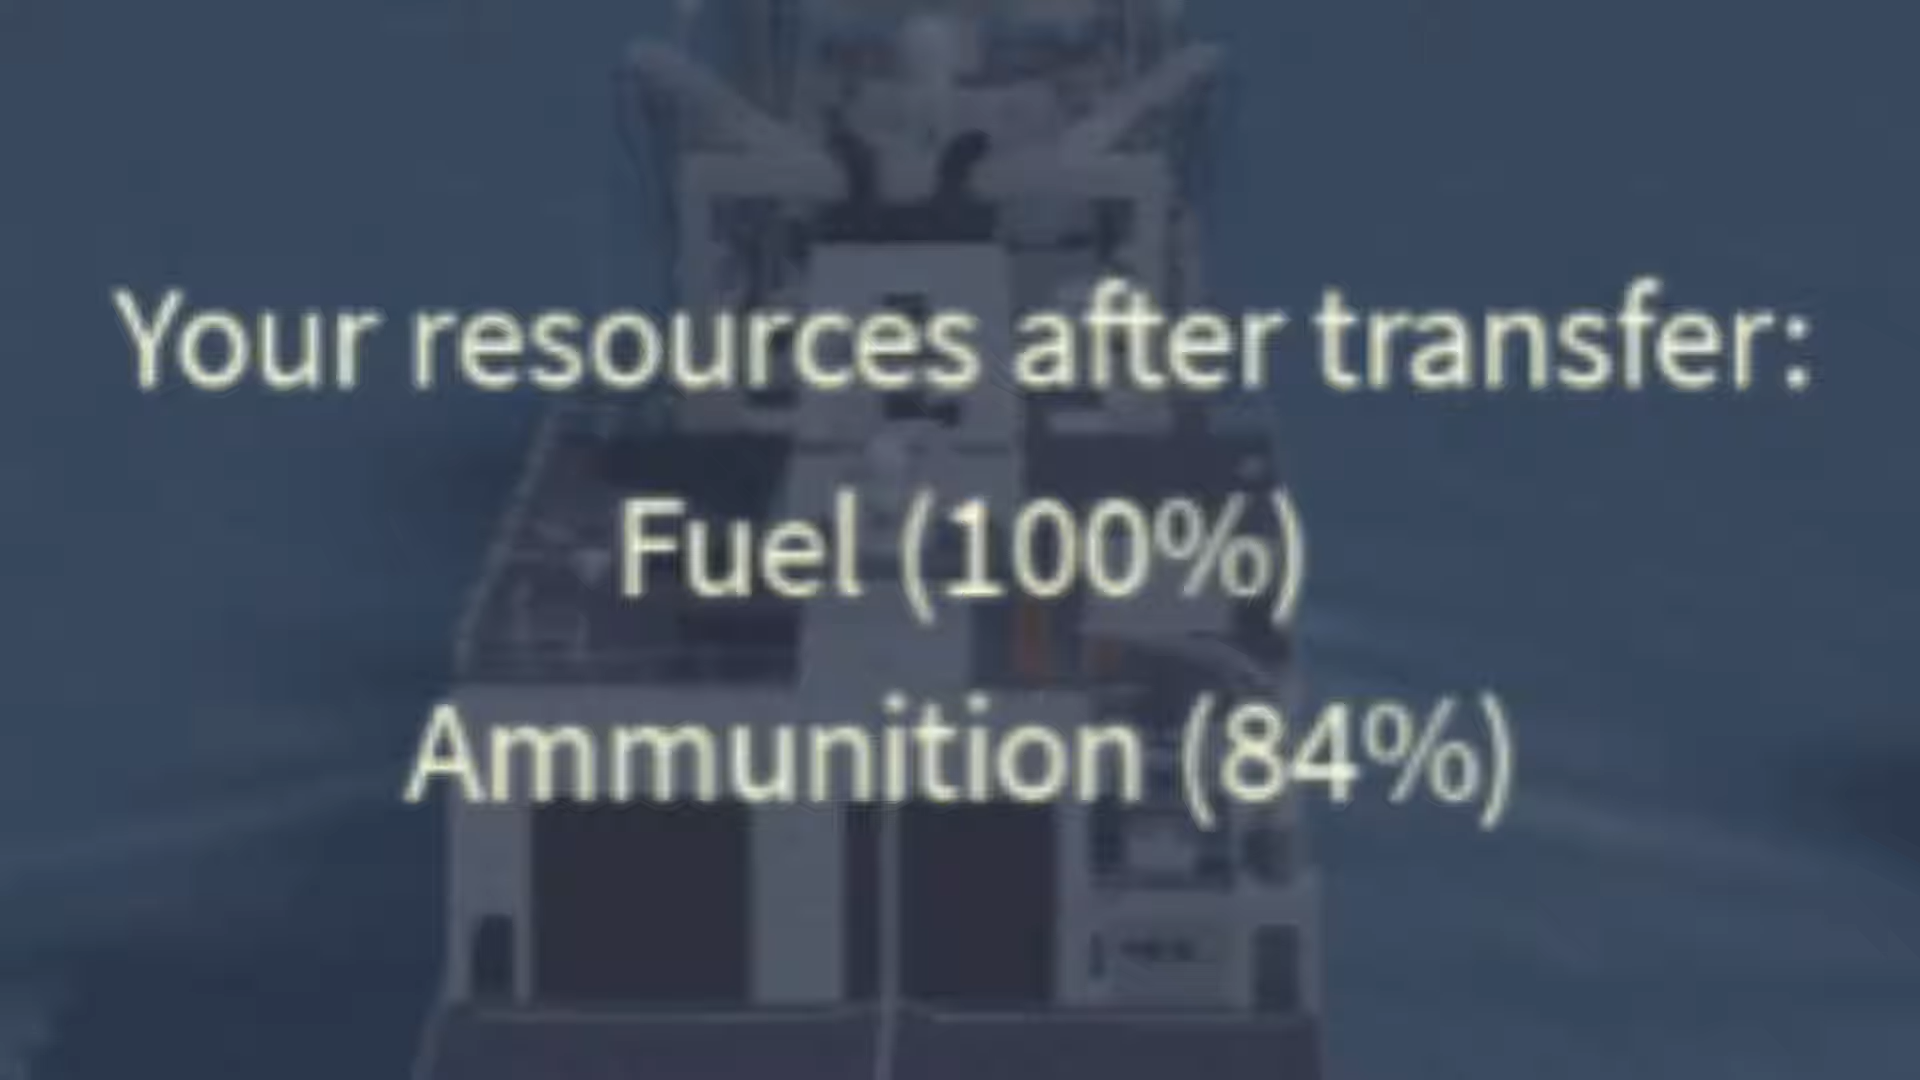 Your resources after transfer:
Fuel (100%)
Ammunition (84%)